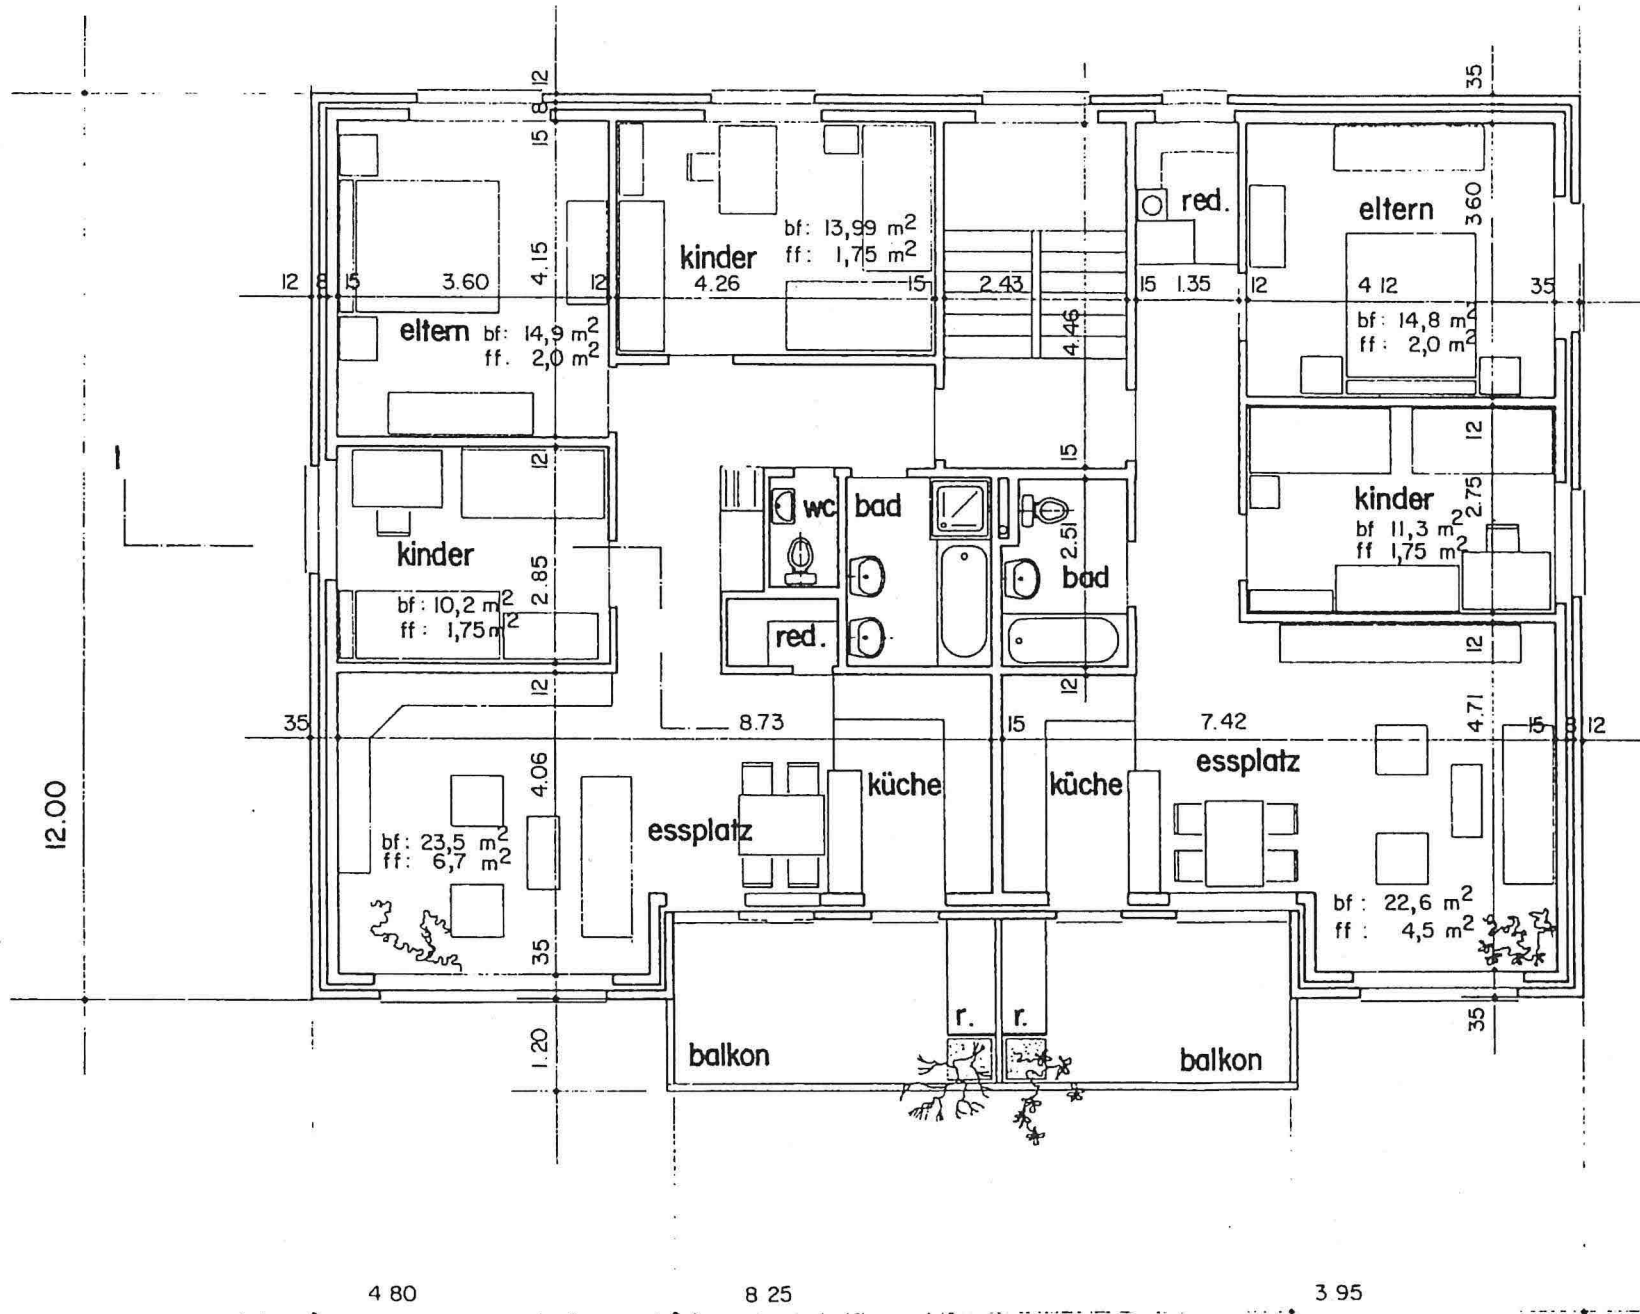 12
8
15
35
red.
eltern
3.60
kinder
bf: 13,99 m²
ff: 1,75 m²
4.15
12
8
15
3.60
12
4.26
15
2.43
15
1.35
12
4 12
35
eltern
bf: 14,9 m²
ff. 2,0 m²
4.46
bf: 14,8 m²
ff: 2,0 m²
I
12
15
12
wc
bad
kinder
bf 11,3 m²
ff 1,75 m²
2.75
kinder
2.85
2.51
bad
bf: 10,2 m²
ff: 1,75 m²
red.
12
12
12
35
8.73
15
7.42
4.71
15
8
12
12.00
4.06
küche
küche
essplatz
essplatz
bf: 23,5 m²
ff: 6,7 m²
bf: 22,6 m²
ff: 4,5 m²
35
r.
r.
35
1.20
balkon
balkon
4 80
8 25
3 95